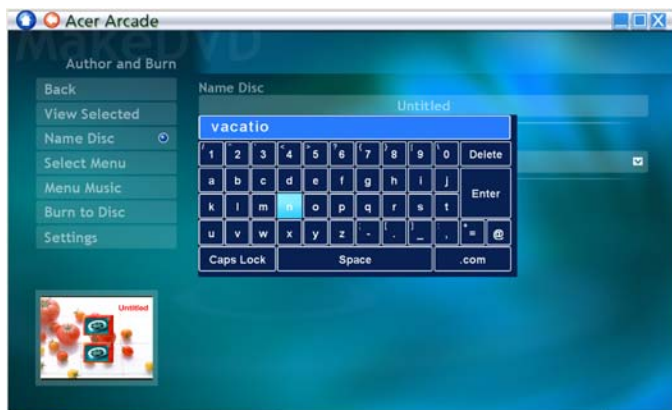 Acer Arcade
MakeDVD
Author and Burn
Back
View Selected
Name Disc
Select Menu
Menu Music
Burn to Disc
Settings
Name Disc
Untitled
vacatio
1 2 3 4 5 6 7 8 9 0 Delete
a b c d e f g h i j
Enter
k l m n o p q r s t
u v w x y z - . _ , = @
Caps Lock Space .com
Untitled